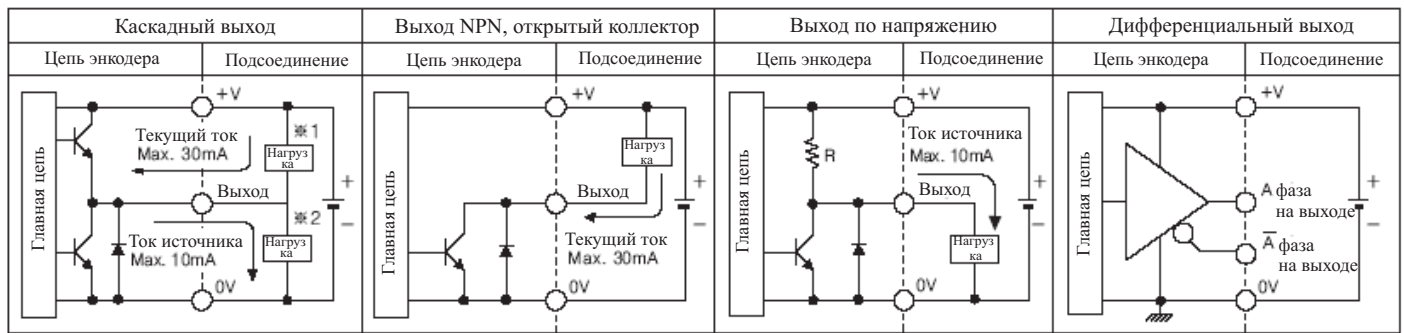 Каскадный выход
Выход NPN, открытый коллектор
Выход по напряжению
Дифференциальный выход
Цепь энкодера
Подсоединение
Цепь энкодера
Подсоединение
Цепь энкодера
Подсоединение
Цепь энкодера
Подсоединение
Главная цепь
+V
Текущий ток
Max. 30mA
※1
Нагруз
ка
Выход
+
−
※2
Ток источника
Max. 10mA
Нагруз
ка
0V
Главная цепь
+V
Нагруз
ка
Выход
+
−
Текущий ток
Max. 30mA
0V
Главная цепь
+V
R
Ток источника
Max. 10mA
Выход
+
−
Нагруз
ка
0V
Главная цепь
+V
A фаза
на выходе
+
−
A̅ фаза
на выходе
0V